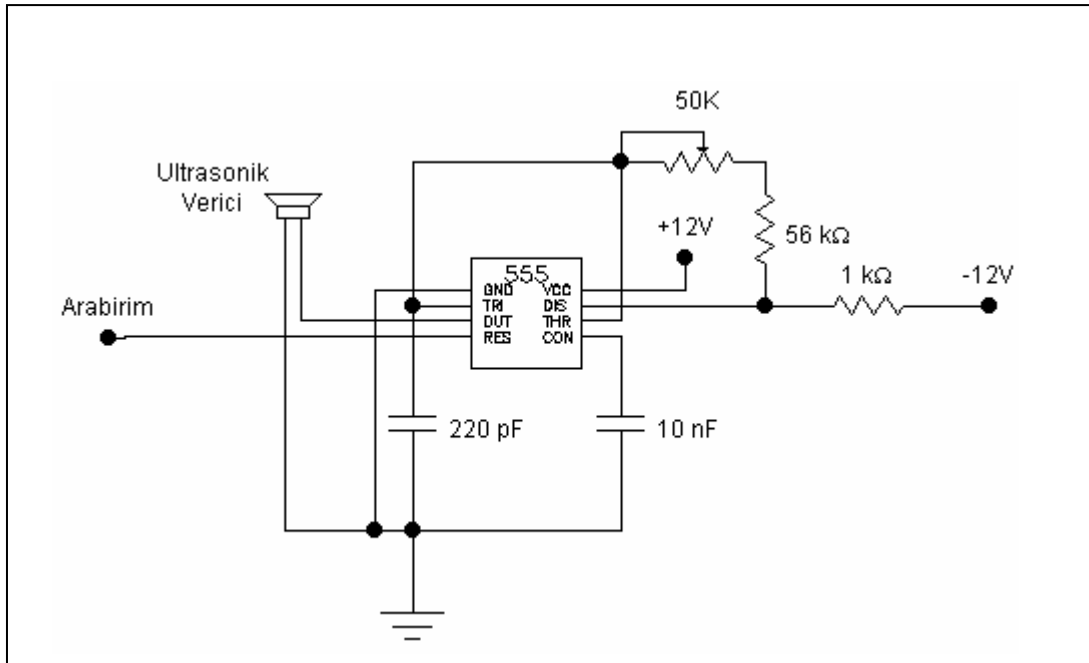 50K
Ultrasonik
Verici
+12V
56 kΩ
1 kΩ
-12V
555
GND VCC
TRI DIS
OUT THR
RES CON
Arabirim
220 pF
10 nF